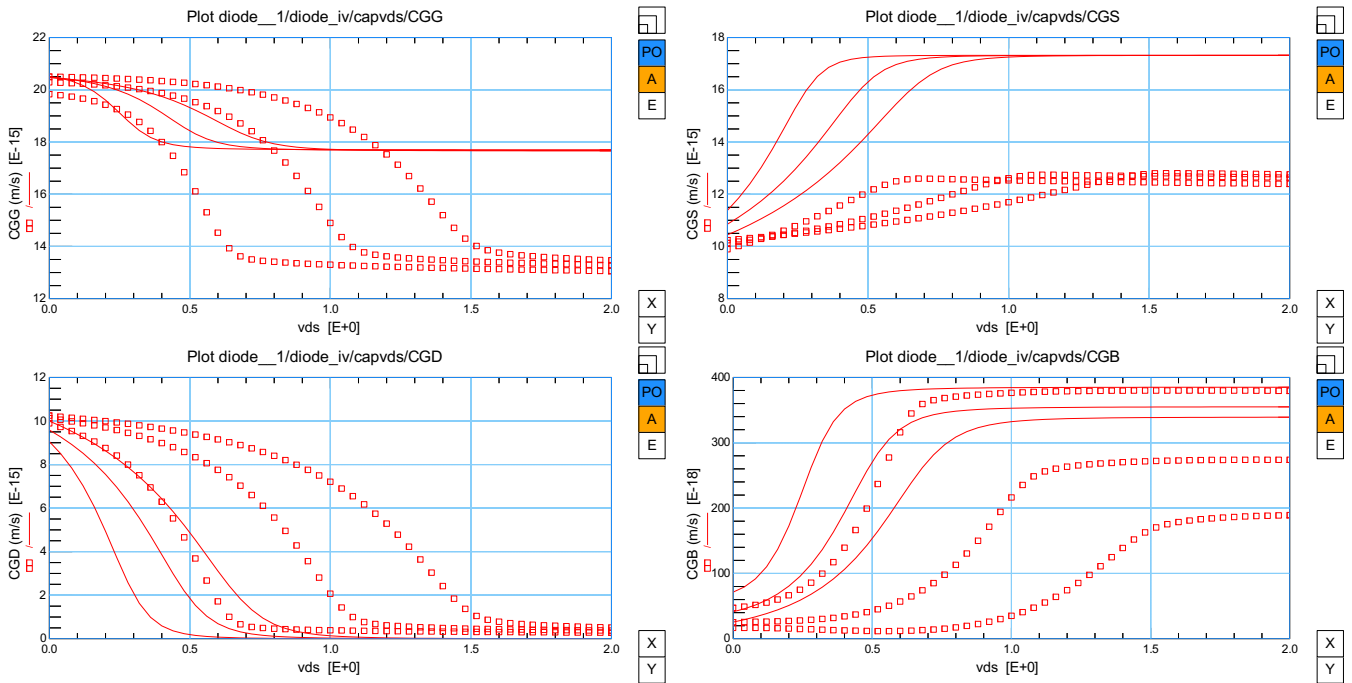 Plot diode__1/diode_iv/capvds/CGG
22
20
18
16
14
12
CGG (m/s) [E-15]
0.0 0.5 1.0 1.5 2.0
vds [E+0]
PO
A
E
X
Y
Plot diode__1/diode_iv/capvds/CGS
18
16
14
12
10
8
CGS (m/s) [E-15]
0.0 0.5 1.0 1.5 2.0
vds [E+0]
PO
A
E
X
Y
Plot diode__1/diode_iv/capvds/CGD
12
10
8
6
4
2
0
CGD (m/s) [E-15]
0.0 0.5 1.0 1.5 2.0
vds [E+0]
PO
A
E
X
Y
Plot diode__1/diode_iv/capvds/CGB
400
300
200
100
0
CGB (m/s) [E-18]
0.0 0.5 1.0 1.5 2.0
vds [E+0]
PO
A
E
X
Y